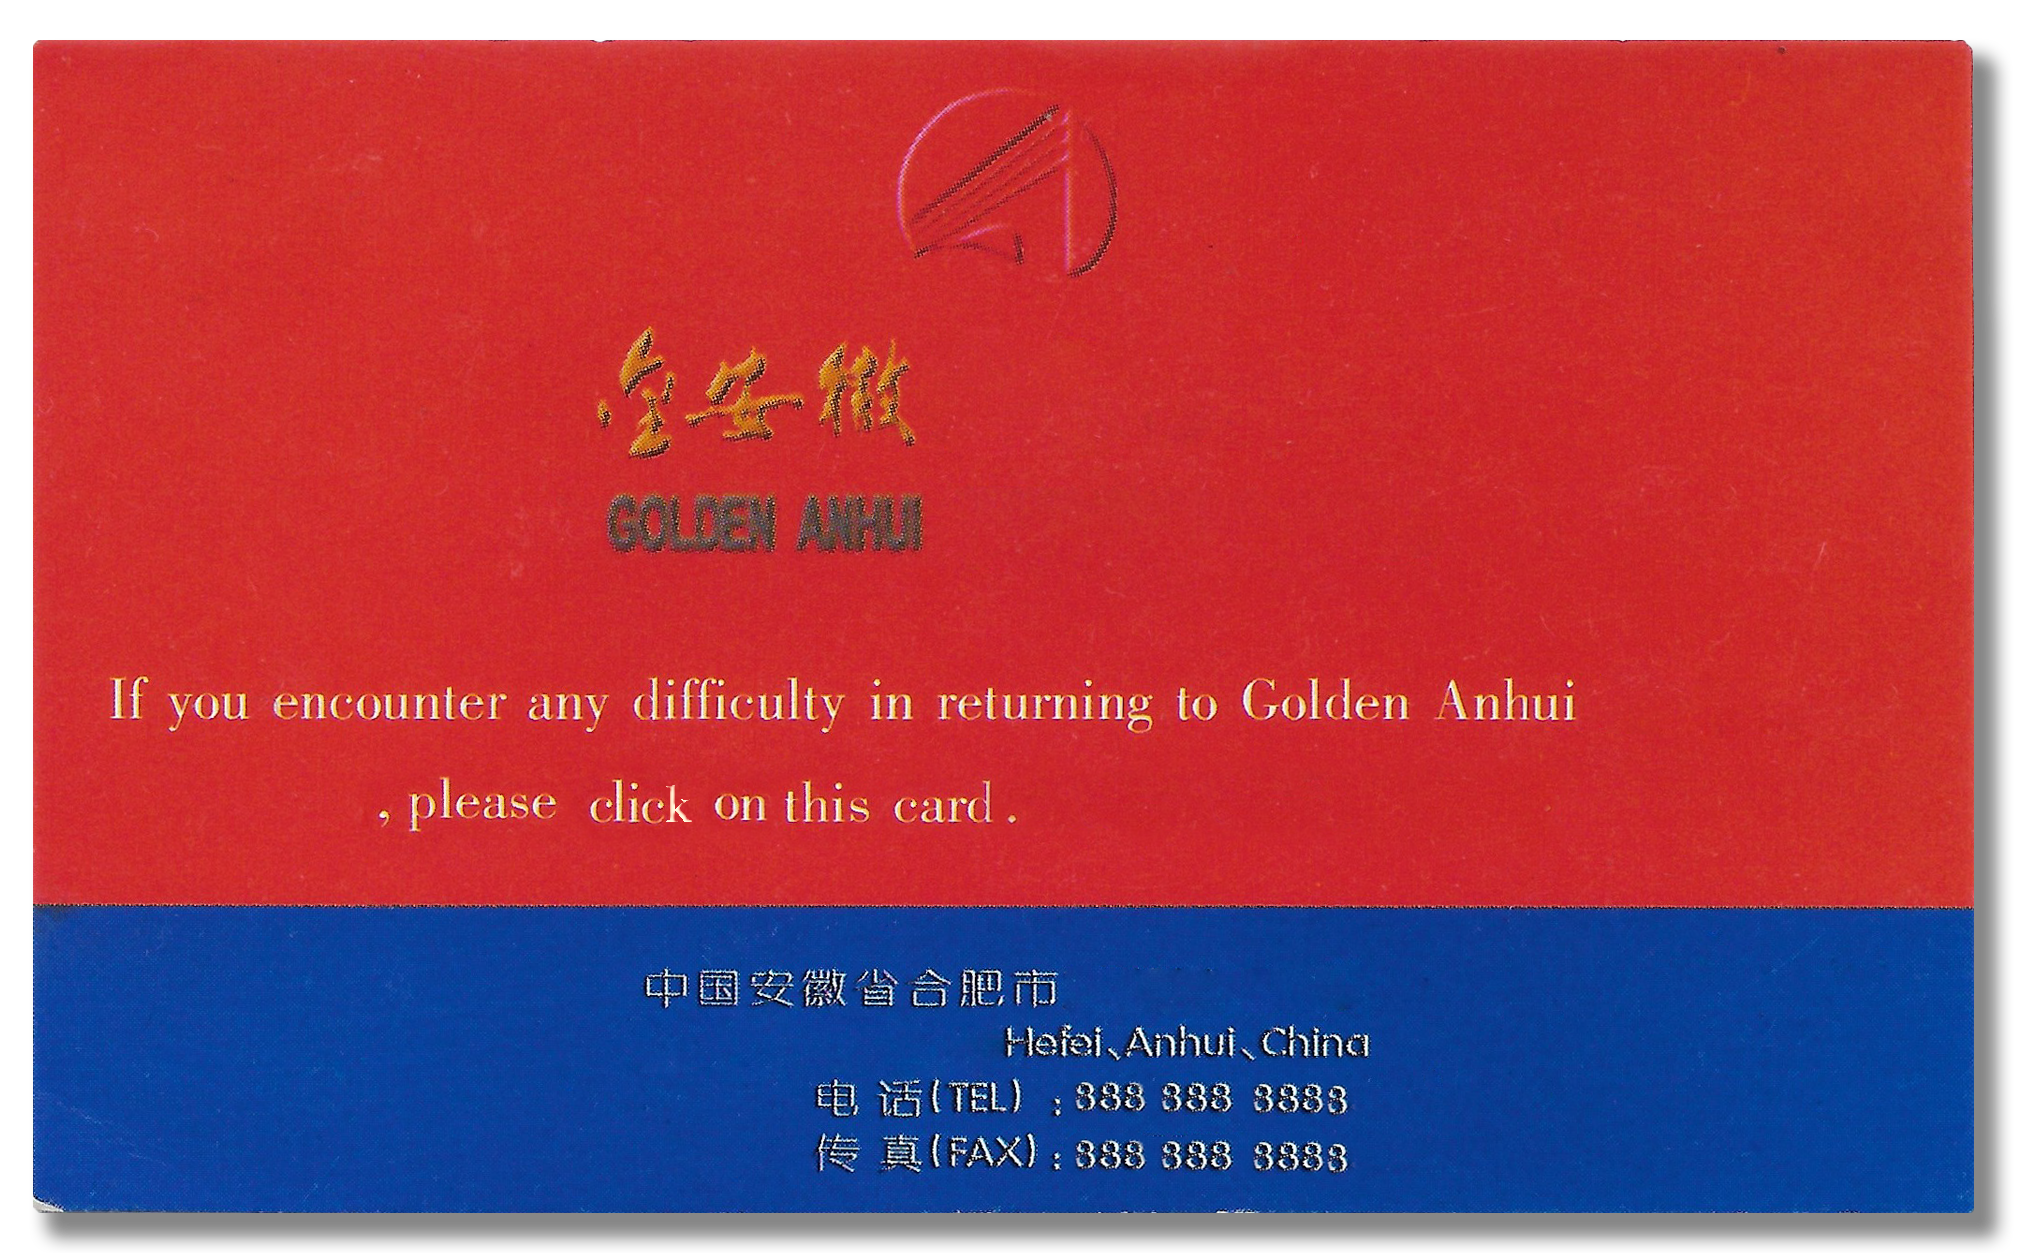 金安徽
GOLDEN ANHUI
If you encounter any difficulty in returning to Golden Anhui
, please click on this card.
中国安徽省合肥市
Hefei、Anhui、China
电 话(TEL) : 888 888 8888
传 真(FAX) : 888 888 8888